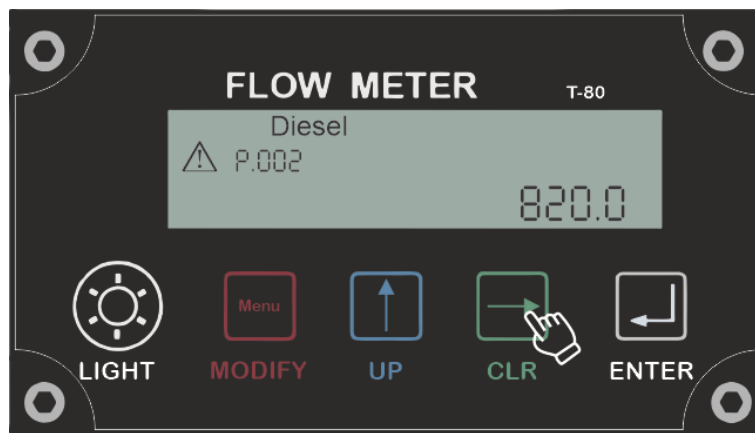 FLOW METER T-80
Diesel
P.002
820.0
Menu
LIGHT MODIFY UP CLR ENTER